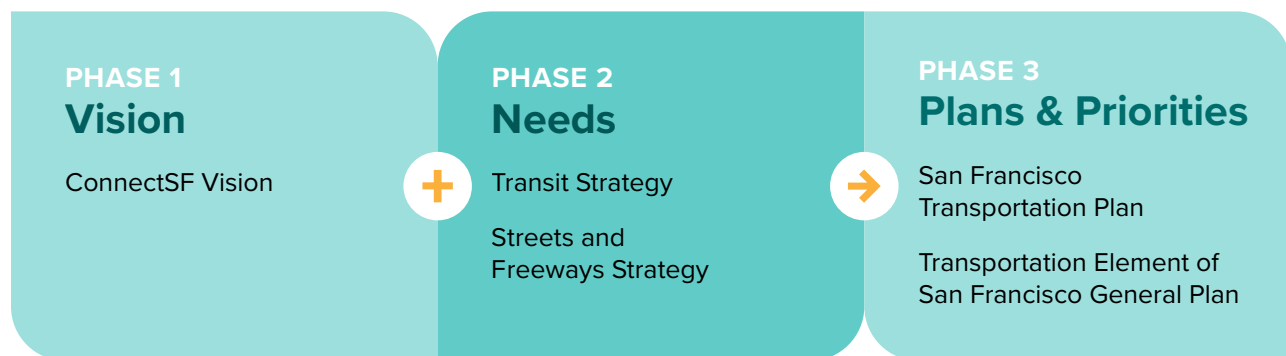 PHASE 1
Vision
ConnectSF Vision
PHASE 2
Needs
Transit Strategy
Streets and
Freeways Strategy
PHASE 3
Plans & Priorities
San Francisco
Transportation Plan
Transportation Element of
San Francisco General Plan